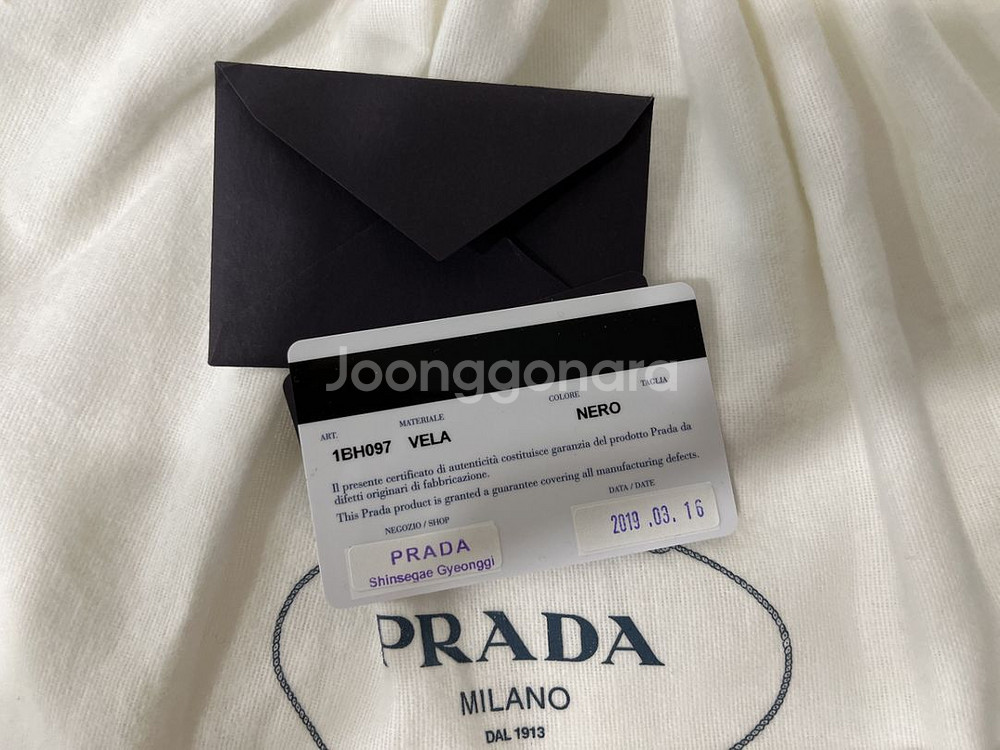 Joonggonara
ART. MATERIALE COLORE TAGLIA
1BH097 VELA NERO
Il presente certificato di autenticità costituisce garanzia del prodotto Prada da
difetti originari di fabbricazione.
This Prada product is granted a guarantee covering all manufacturing defects.
NEGOZIO / SHOP DATA / DATE
PRADA 2019 .03. 16
Shinsegae Gyeonggi
PRADA
MILANO
DAL 1913